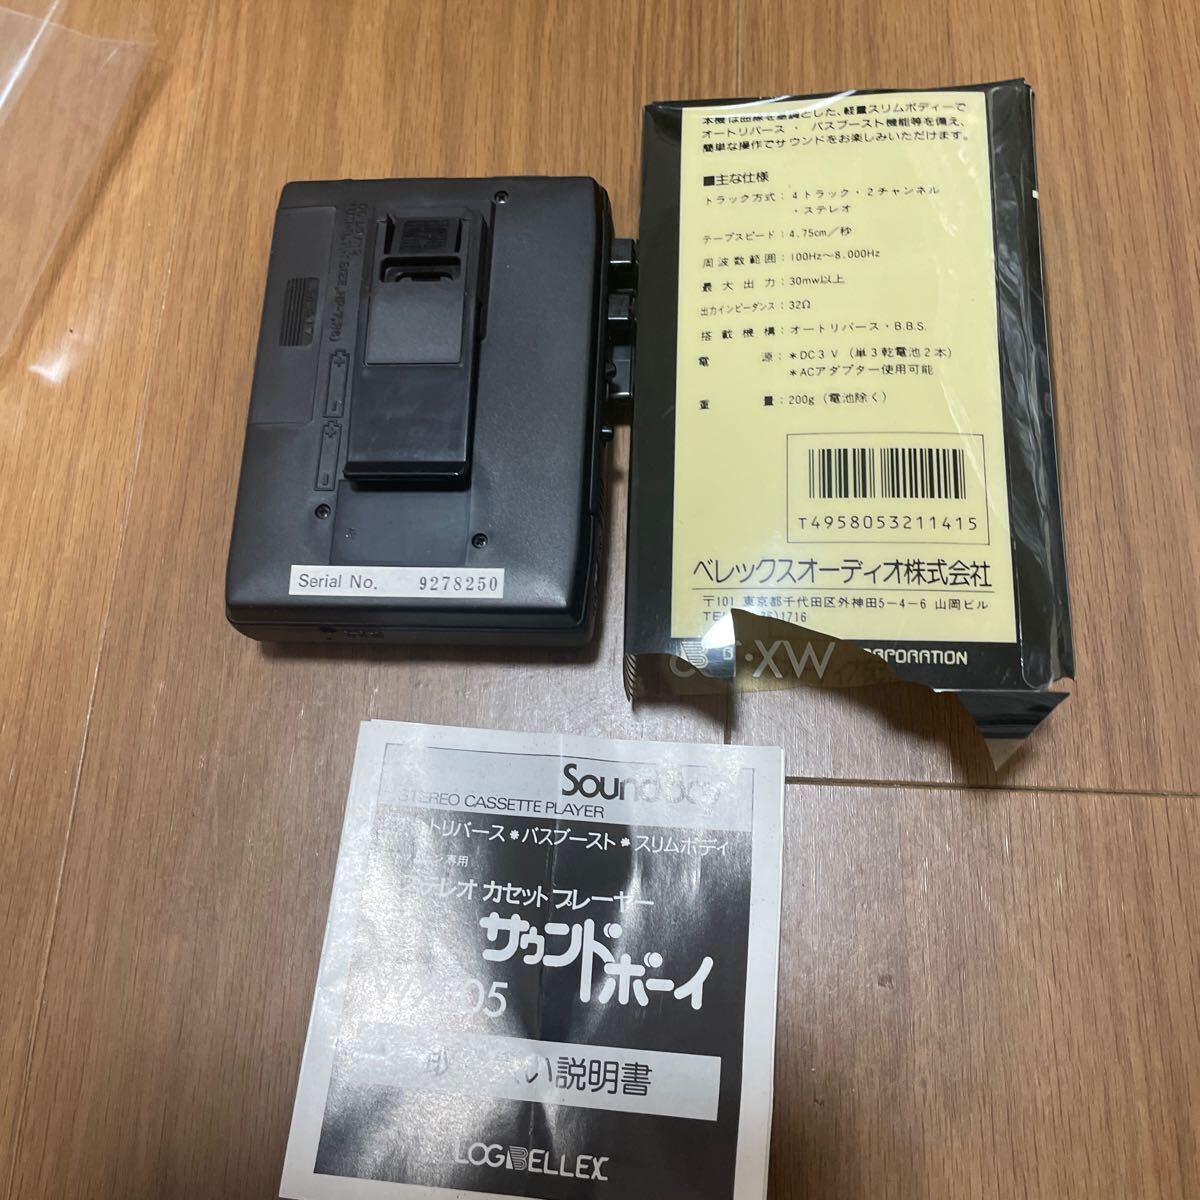 本機は曲線を基調とした、軽量スリムボディーで
オートリバース・バスブースト機能等を備え、
簡単な操作でサウンドをお楽しみいただけます。
■主な仕様
トラック方式：4トラック・2チャンネル
・ステレオ
テープスピード：4.75cm／秒
周波数範囲：100Hz～8.000Hz
最大出力：30mw以上
出力インピーダンス：32Ω
搭載機構：オートリバース・B.B.S.
電源：＊DC3V（単3乾電池2本）
＊ACアダプター使用可能
重量：200g（電池除く）
T4958053211415
ベレックスオーディオ株式会社
〒101 東京都千代田区外神田5-4-6 山岡ビル
1716
Serial No. 9278250
STEREO CASSETTE PLAYER
トリバース＊バスブースト＊スリムボディ
専用
テレオ カセットプレーヤー
サウンドボーイ
05
い説明書
LOGBELLEX